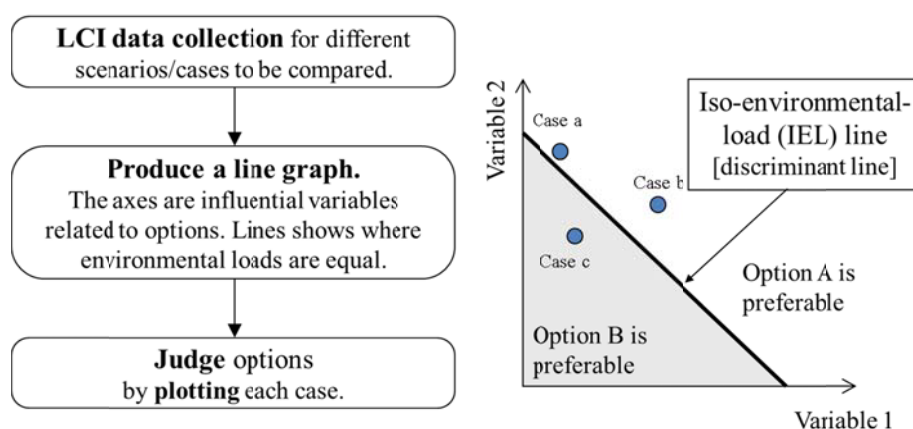 LCI data collection for different
scenarios/cases to be compared.
Produce a line graph.
The axes are influential variables
related to options. Lines shows where
environmental loads are equal.
Judge options
by plotting each case.
Variable 2
Case a
Case b
Case c
Iso-environmental-
load (IEL) line
[discriminant line]
Option A is
preferable
Option B is
preferable
Variable 1